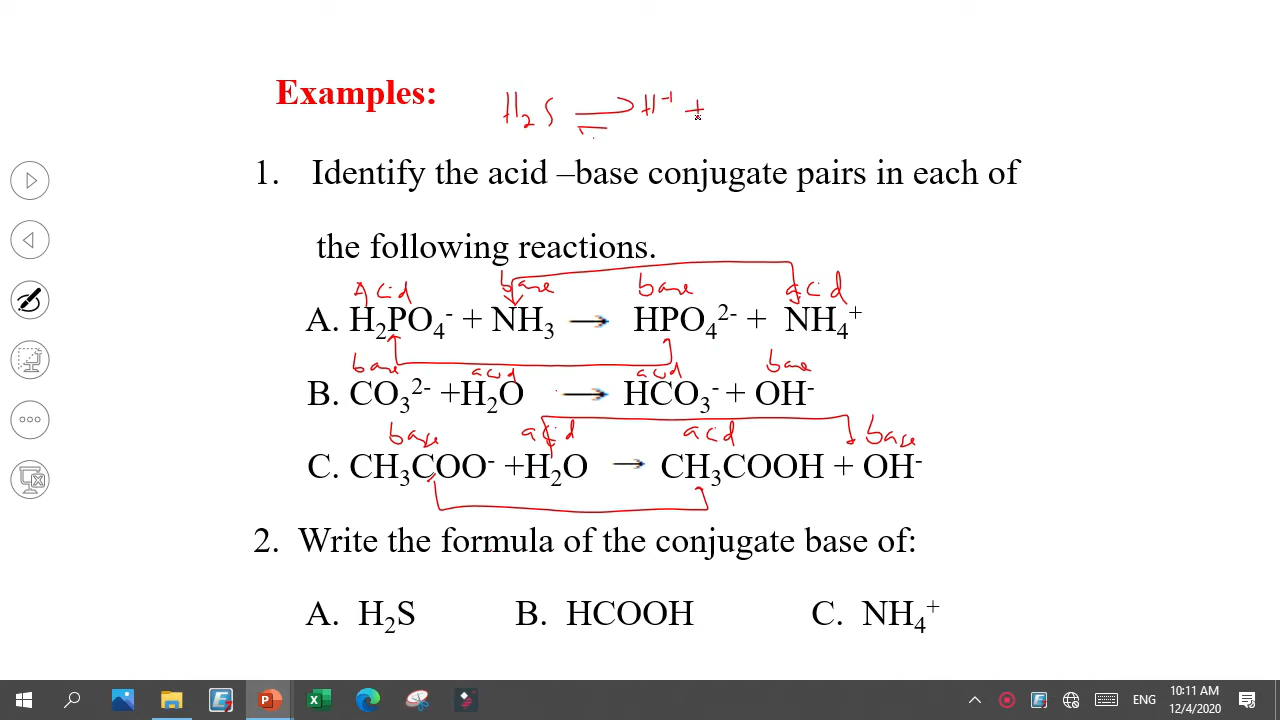 Examples:
H₂S ⇌ H⁺ +
1. Identify the acid –base conjugate pairs in each of
the following reactions.
Acid base base acid
A. H₂PO₄⁻ + NH₃ → HPO₄²⁻ + NH₄⁺
base acid acid base
B. CO₃²⁻ +H₂O → HCO₃⁻ + OH⁻
base acid acid base
C. CH₃COO⁻ +H₂O → CH₃COOH + OH⁻
2. Write the formula of the conjugate base of:
A. H₂S B. HCOOH C. NH₄⁺
ENG 10:11 AM
12/4/2020